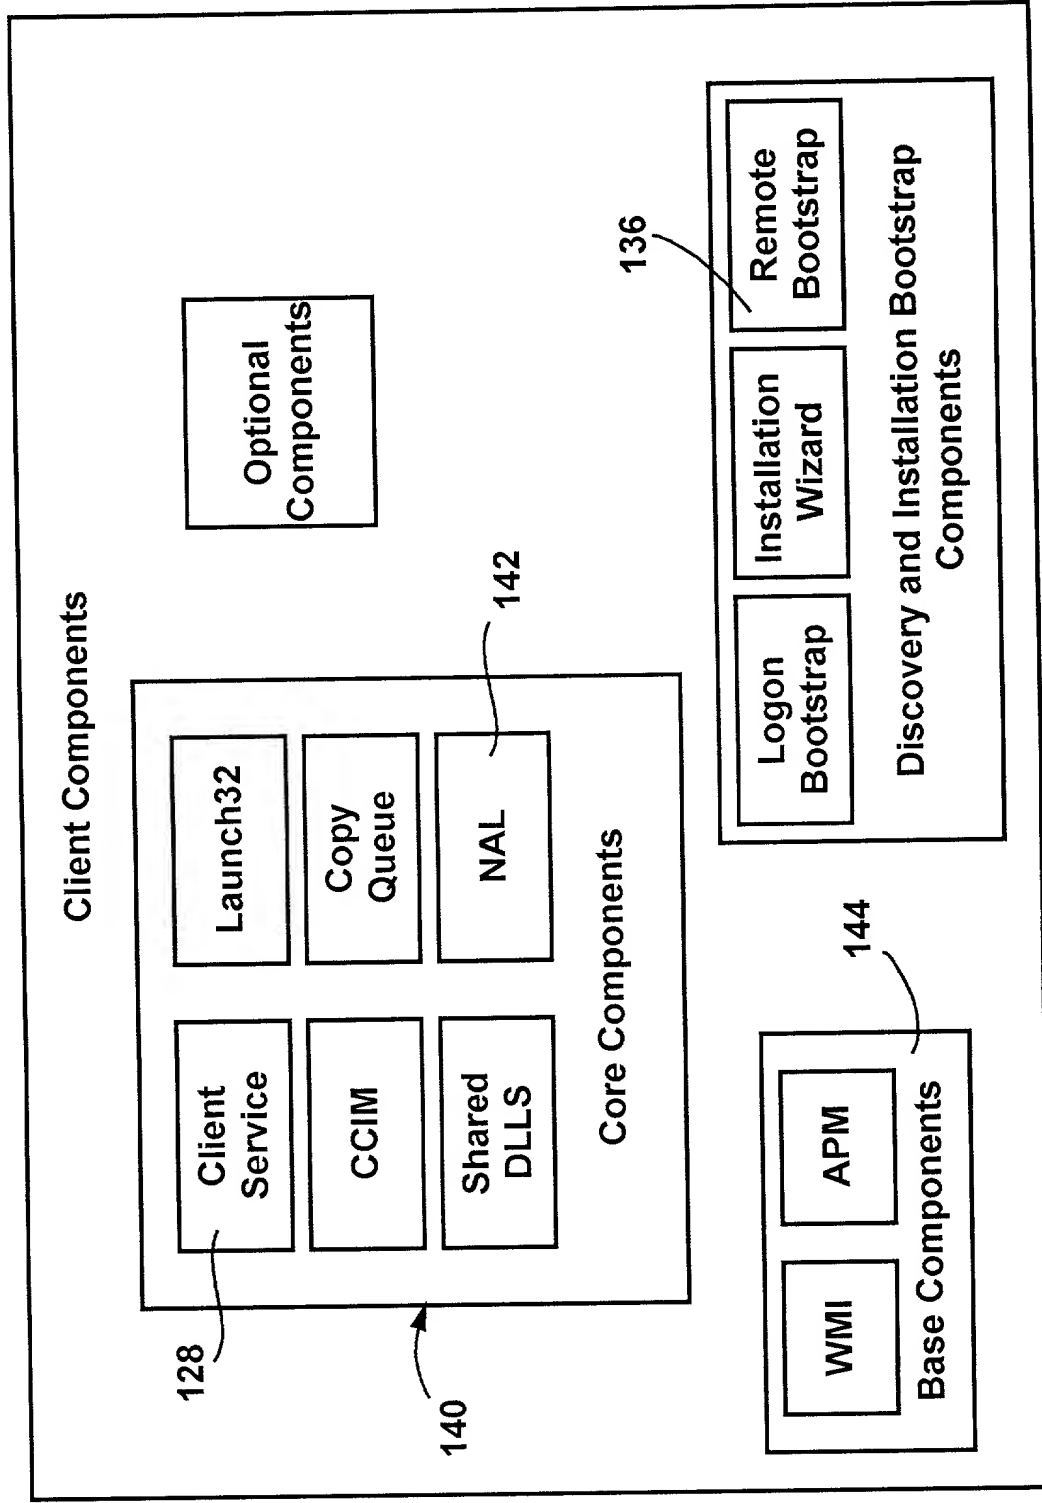 Client Components
128
Client
Service
Launch32
Optional
Components
140
CCIM
Copy
Queue
Shared
DLLS
NAL
142
Core Components
136
Logon
Bootstrap
Installation
Wizard
Remote
Bootstrap
Discovery and Installation Bootstrap
Components
WMI
APM
144
Base Components